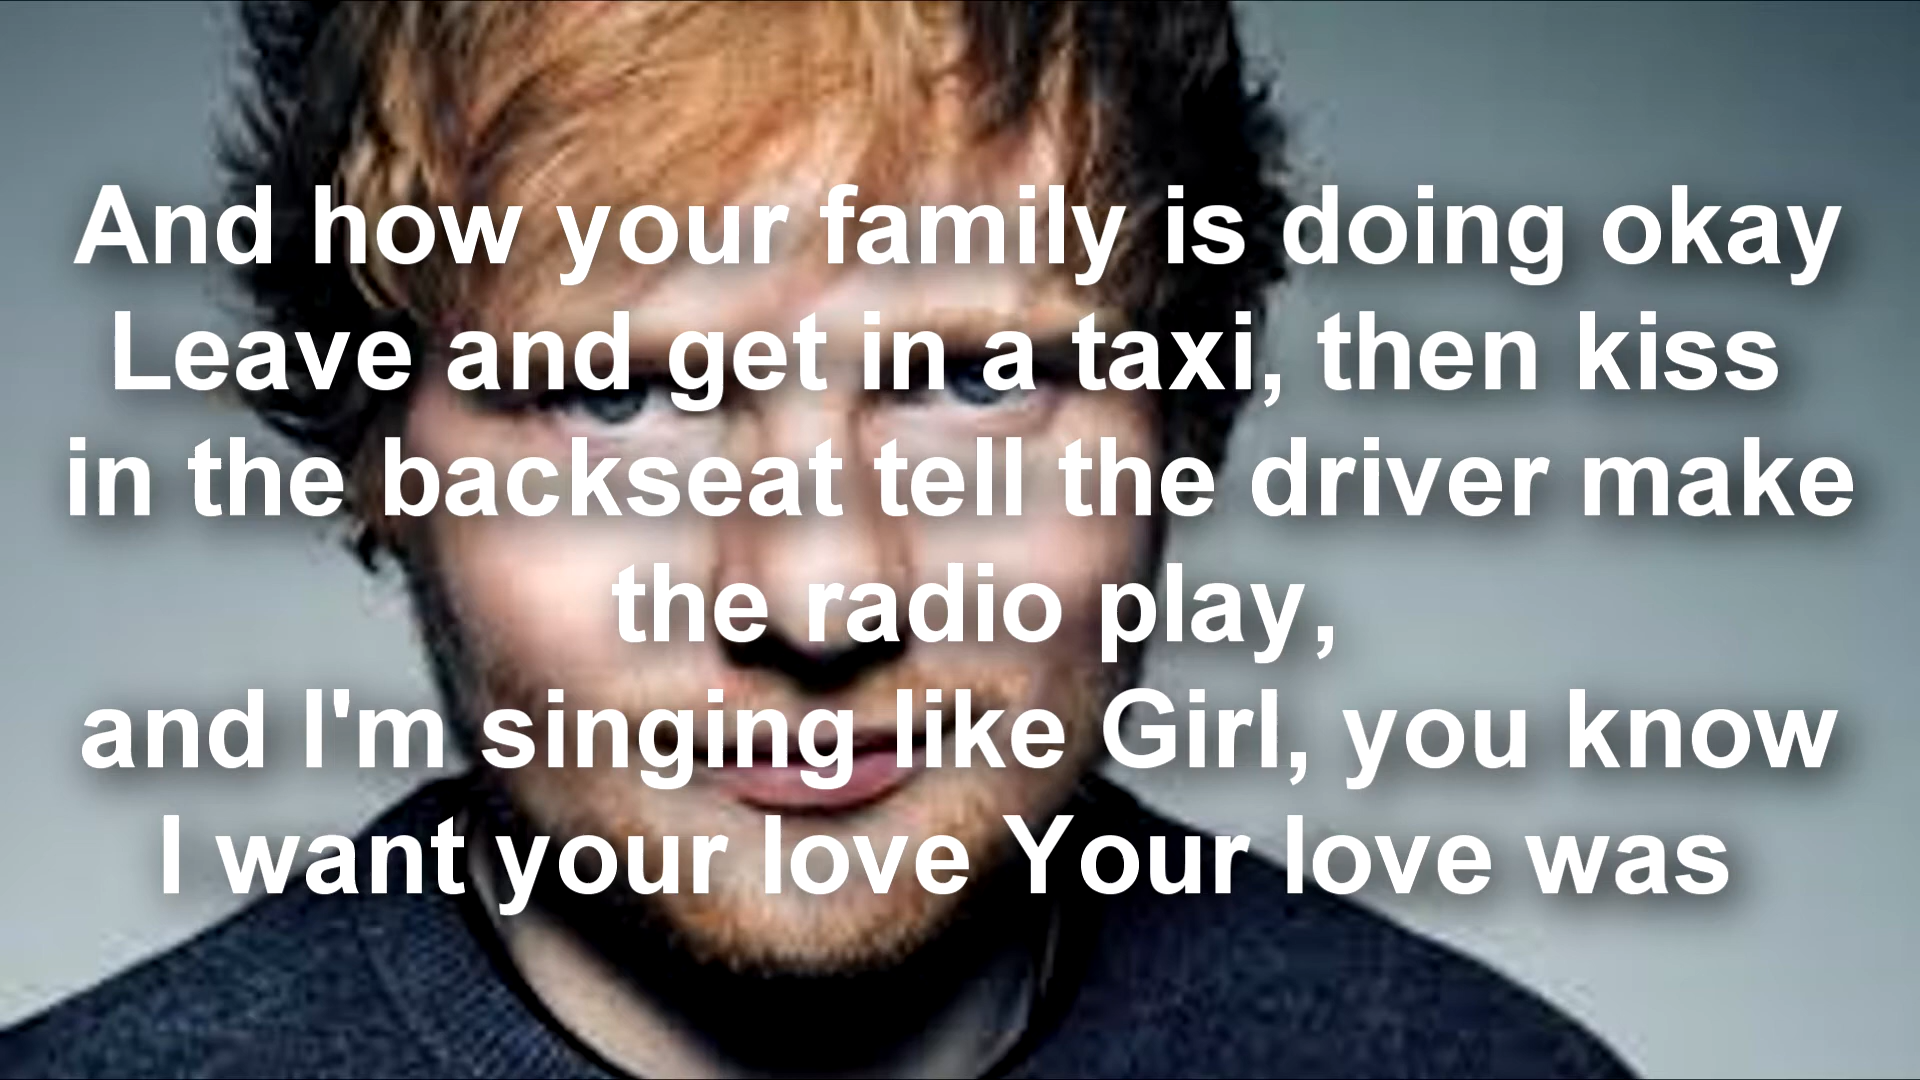 And how your family is doing okay
Leave and get in a taxi, then kiss
in the backseat tell the driver make
the radio play,
and I'm singing like Girl, you know
I want your love Your love was